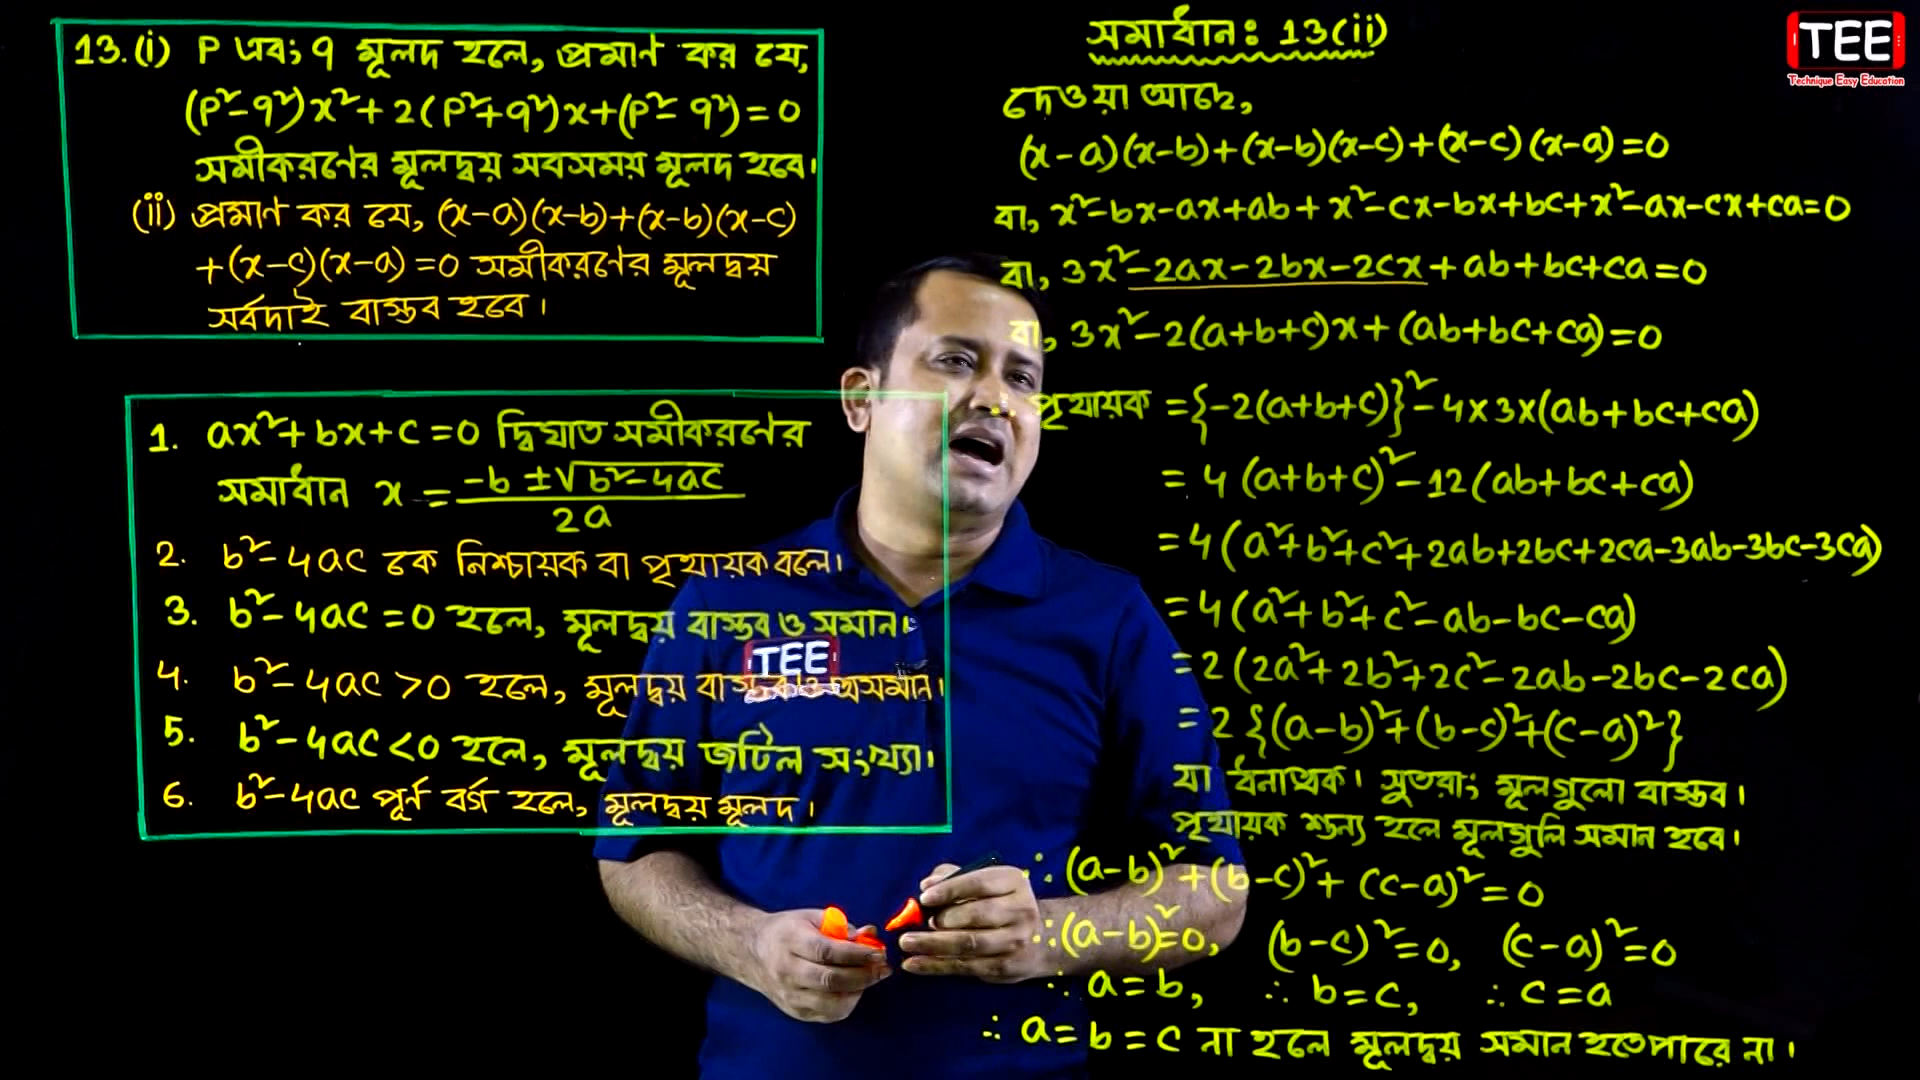 13.(i) P এবং q মূলদ হলে, প্রমাণ কর যে,
(p²-q²)x²+2(p²+q²)x+(p²-q²)=0
সমীকরণের মূলদ্বয় সবসময় মূলদ হবে।
(ii) প্রমাণ কর যে, (x-a)(x-b)+(x-b)(x-c)
+(x-c)(x-a)=0 সমীকরণের মূলদ্বয়
সর্বদাই বাস্তব হবে।
1. ax²+bx+c=0 দ্বিঘাত সমীকরণের
সমাধান x = (-b ± √(b²-4ac))/2a
2. b²-4ac কে নিশ্চায়ক বা পৃথায়ক বলে।
3. b²-4ac=0 হলে, মূলদ্বয় বাস্তব ও সমান।
4. b²-4ac>0 হলে, মূলদ্বয় বাস্তব ও অসমান।
5. b²-4ac<0 হলে, মূলদ্বয় জটিল সংখ্যা।
6. b²-4ac পূর্ন বর্গ হলে, মূলদ্বয় মূলদ।
TEE
সমাধান: 13(ii)
দেওয়া আছে,
(x-a)(x-b)+(x-b)(x-c)+(x-c)(x-a)=0
বা, x²-bx-ax+ab+x²-cx-bx+bc+x²-ax-cx+ca=0
বা, 3x²-2ax-2bx-2cx+ab+bc+ca=0
বা, 3x²-2(a+b+c)x+(ab+bc+ca)=0
∴ পৃথায়ক = {-2(a+b+c)}²-4×3×(ab+bc+ca)
= 4(a+b+c)²-12(ab+bc+ca)
= 4(a²+b²+c²+2ab+2bc+2ca-3ab-3bc-3ca)
= 4(a²+b²+c²-ab-bc-ca)
= 2(2a²+2b²+2c²-2ab-2bc-2ca)
= 2{(a-b)²+(b-c)²+(c-a)²}
যা ধনাত্মক। সুতরাং মূলগুলো বাস্তব।
পৃথায়ক শূন্য হলে মূলগুলি সমান হবে।
∴ (a-b)²+(b-c)²+(c-a)²=0
∴ (a-b)²=0, (b-c)²=0, (c-a)²=0
∴ a=b, ∴ b=c, ∴ c=a
∴ a=b=c না হলে মূলদ্বয় সমান হতে পারে না।
TEE
Technique Easy Education